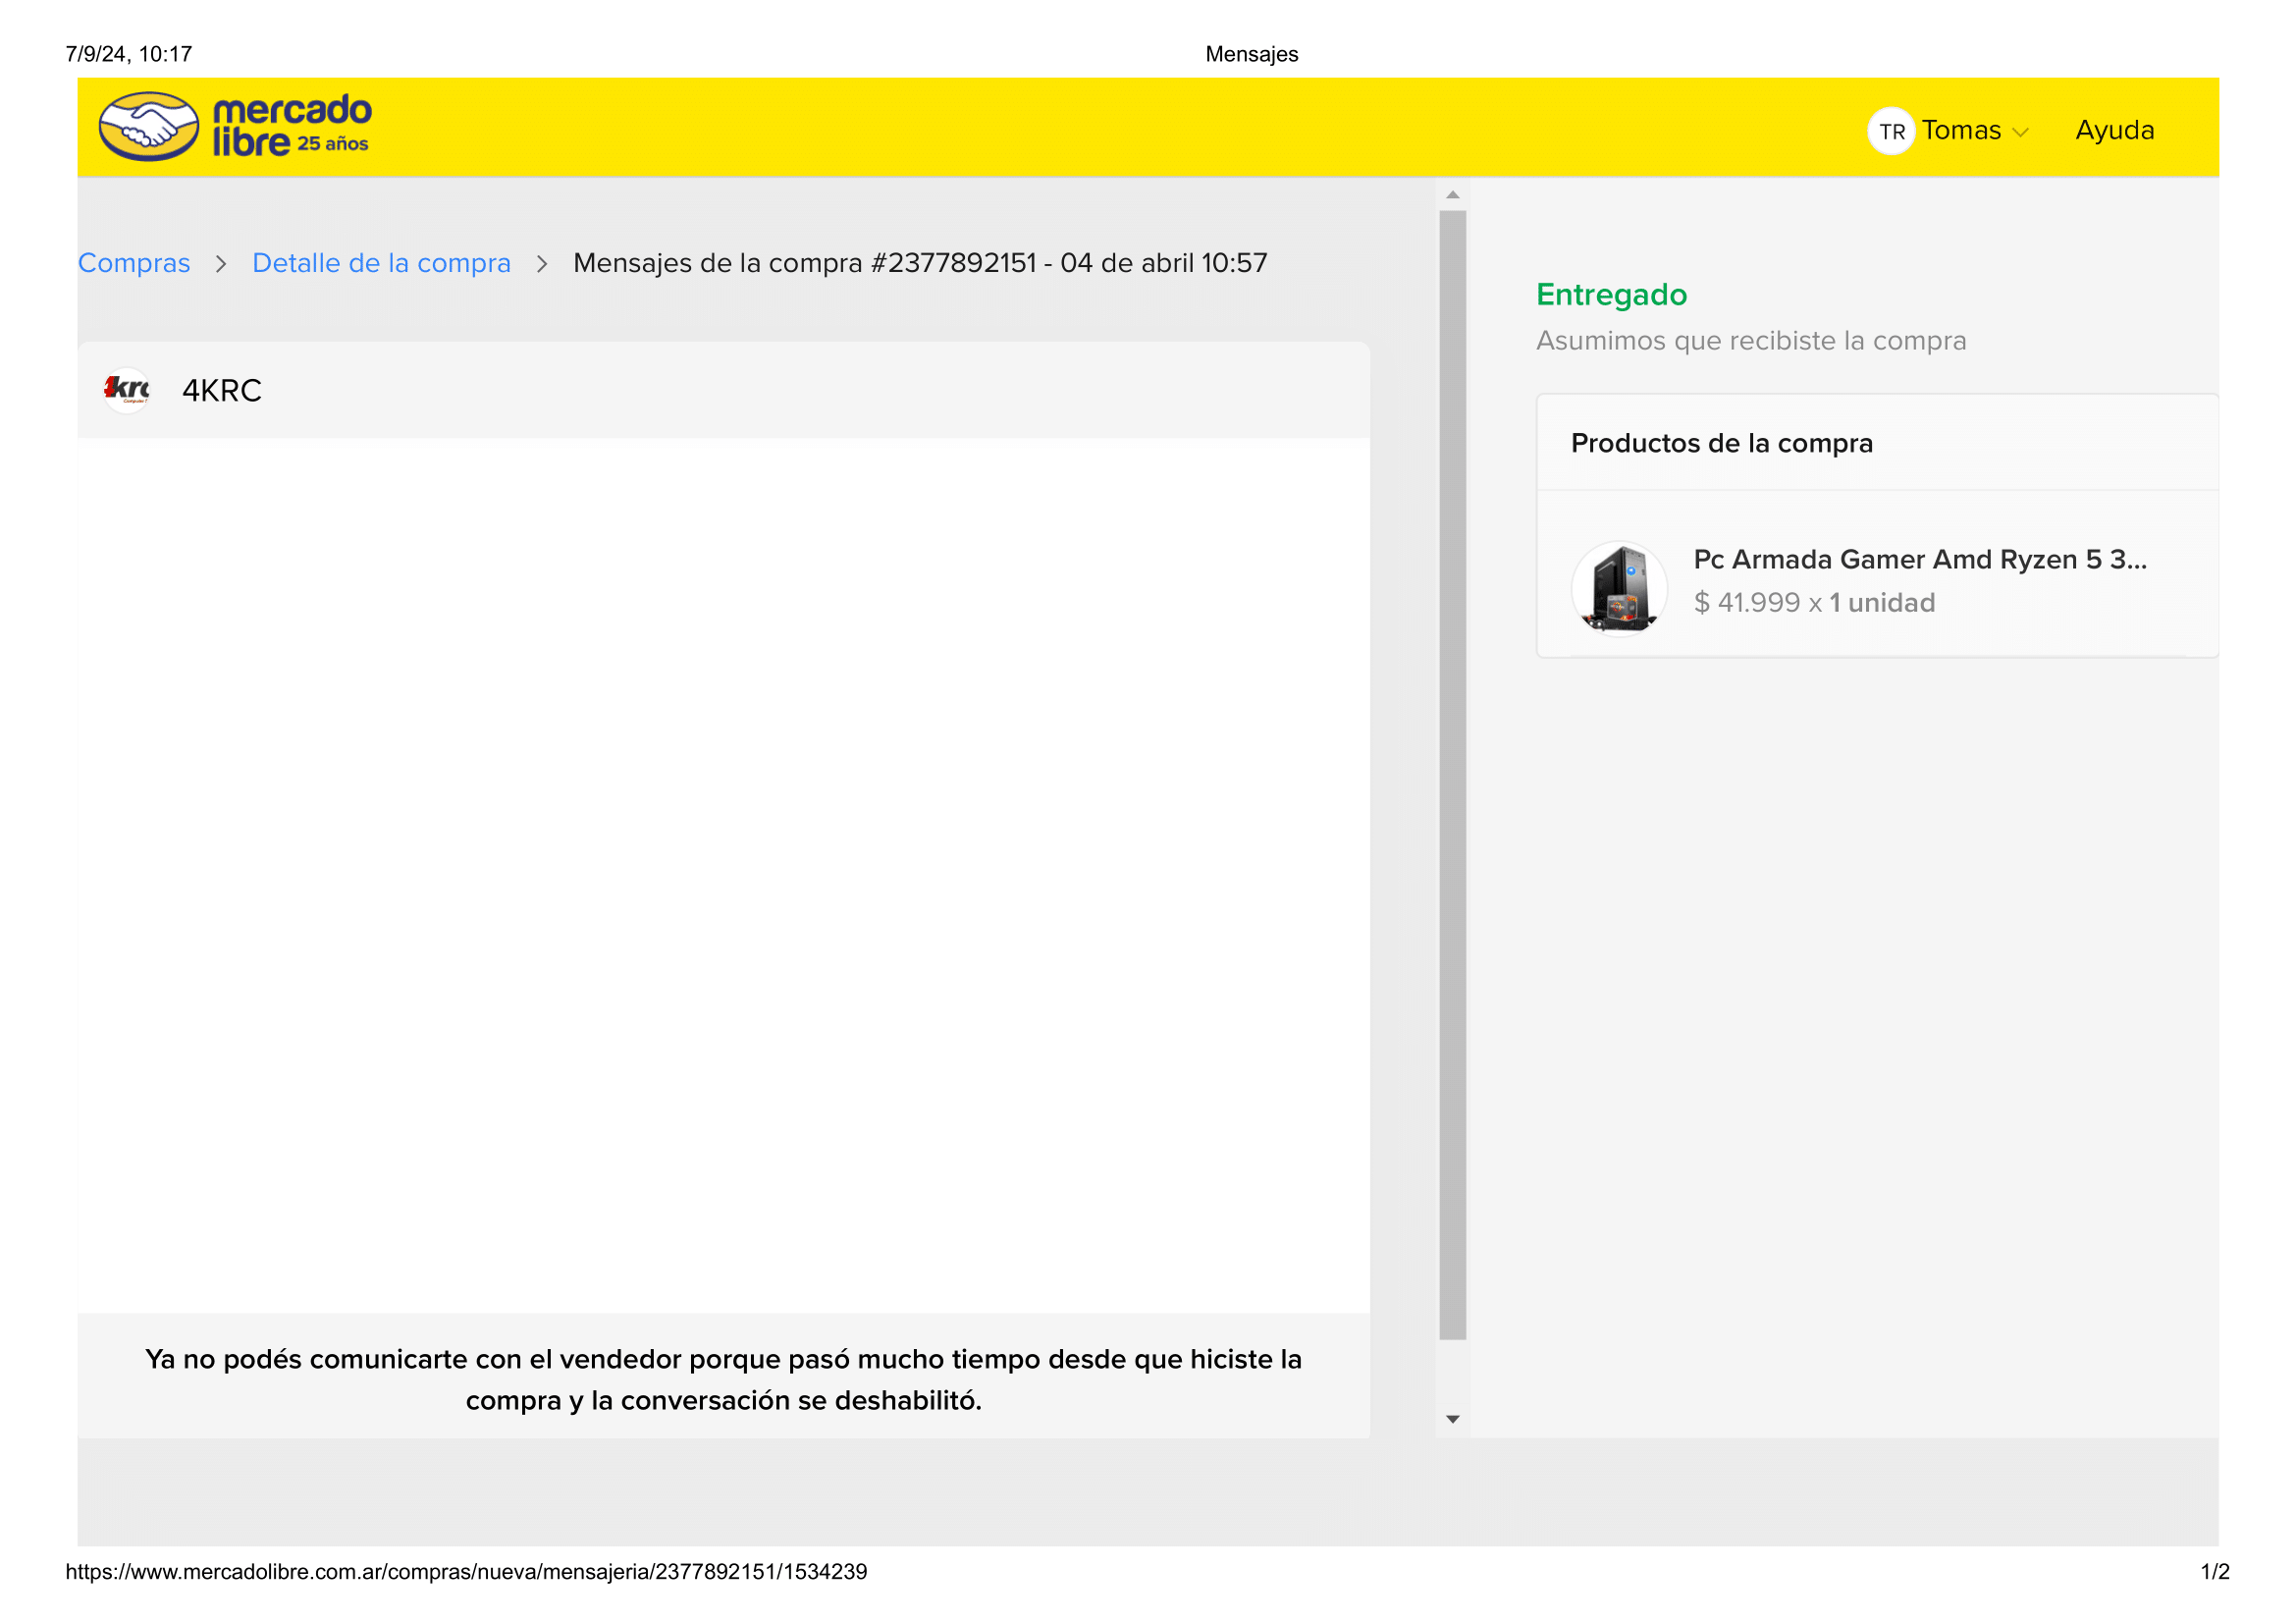 7/9/24, 10:17
Mensajes
mercado
libre 25 años
TR Tomas
Ayuda
Compras > Detalle de la compra > Mensajes de la compra #2377892151 - 04 de abril 10:57
4krc
4KRC
Entregado
Asumimos que recibiste la compra
Productos de la compra
Pc Armada Gamer Amd Ryzen 5 3...
$ 41.999 x 1 unidad
Ya no podés comunicarte con el vendedor porque pasó mucho tiempo desde que hiciste la
compra y la conversación se deshabilitó.
https://www.mercadolibre.com.ar/compras/nueva/mensajeria/2377892151/1534239
1/2